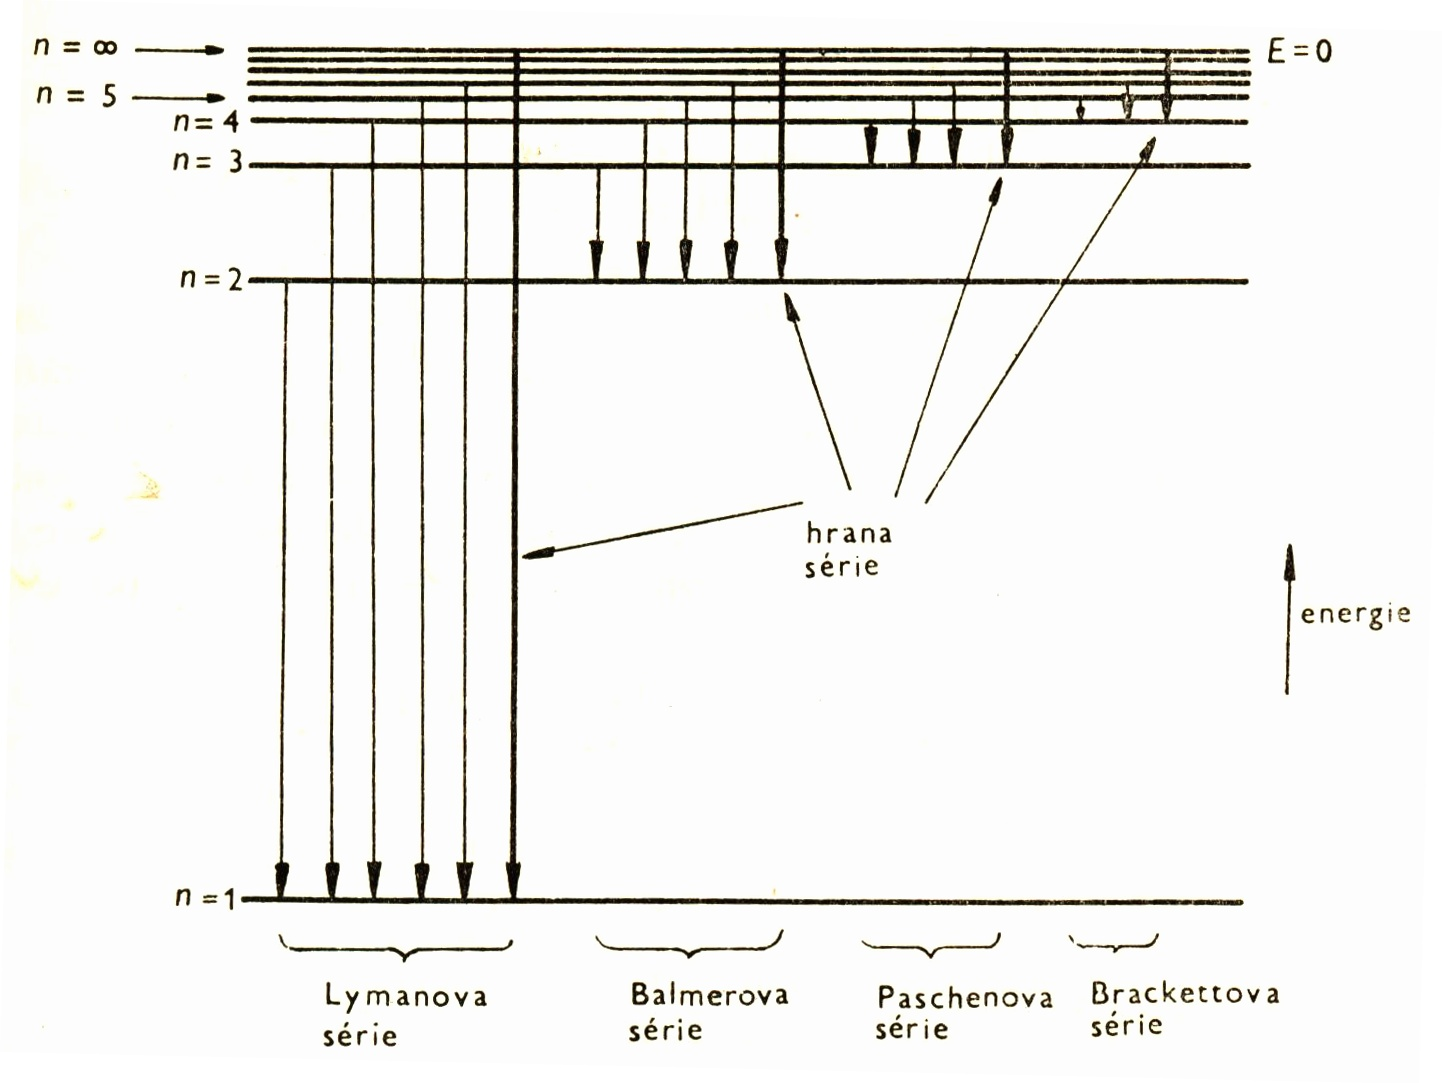 n = ∞
E = 0
n = 5
n = 4
n = 3
n = 2
hrana
série
energie
n = 1
Lymanova
série
Balmerova
série
Paschenova
série
Brackettova
série